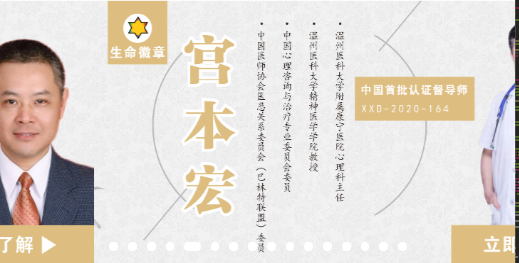 生命徽章
宫本宏
• 温州医科大学附属康宁医院心理科主任
• 温州医科大学精神医学学院教授
• 中国心理咨询与治疗专业委员会委员
• 中国医师协会医患关系委员会（巴林特联盟）委员
中国首批认证督导师
XXD-2020-164
了解
立即